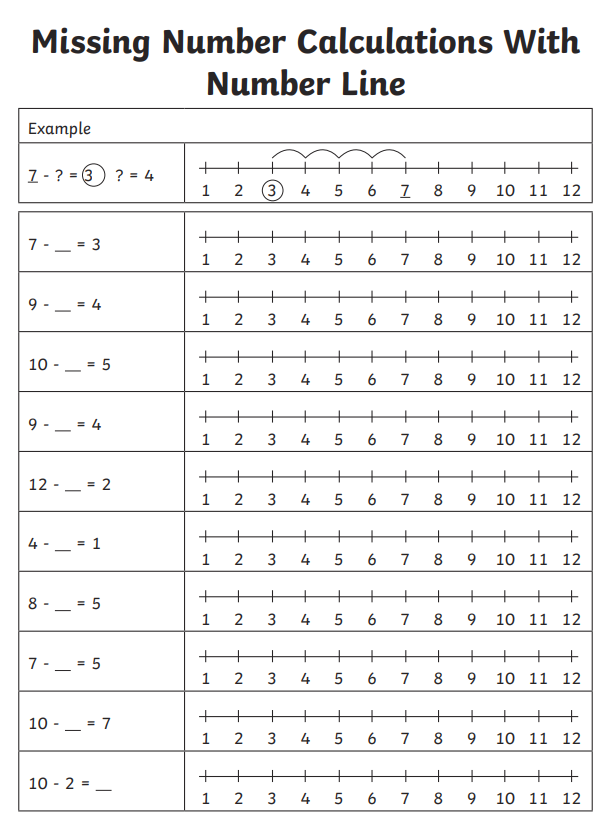 Missing Number Calculations With
Number Line
Example
7 - ? = 3 ? = 4
1 2 3 4 5 6 7 8 9 10 11 12
7 - __ = 3
1 2 3 4 5 6 7 8 9 10 11 12
9 - __ = 4
1 2 3 4 5 6 7 8 9 10 11 12
10 - __ = 5
1 2 3 4 5 6 7 8 9 10 11 12
9 - __ = 4
1 2 3 4 5 6 7 8 9 10 11 12
12 - __ = 2
1 2 3 4 5 6 7 8 9 10 11 12
4 - __ = 1
1 2 3 4 5 6 7 8 9 10 11 12
8 - __ = 5
1 2 3 4 5 6 7 8 9 10 11 12
7 - __ = 5
1 2 3 4 5 6 7 8 9 10 11 12
10 - __ = 7
1 2 3 4 5 6 7 8 9 10 11 12
10 - 2 = __
1 2 3 4 5 6 7 8 9 10 11 12